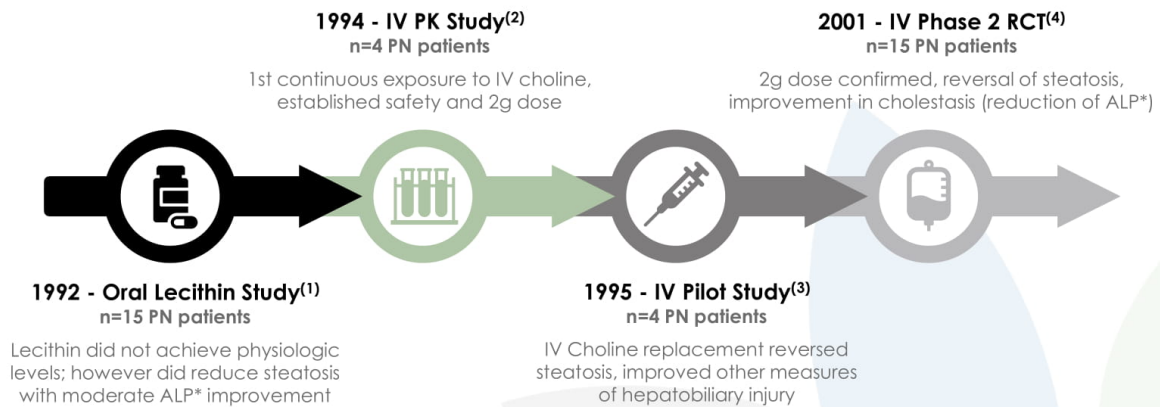 1994 - IV PK Study(2)
n=4 PN patients
1st continuous exposure to IV choline,
established safety and 2g dose
2001 - IV Phase 2 RCT(4)
n=15 PN patients
2g dose confirmed, reversal of steatosis,
improvement in cholestasis (reduction of ALP*)
1992 - Oral Lecithin Study(1)
n=15 PN patients
Lecithin did not achieve physiologic
levels; however did reduce steatosis
with moderate ALP* improvement
1995 - IV Pilot Study(3)
n=4 PN patients
IV Choline replacement reversed
steatosis, improved other measures
of hepatobiliary injury